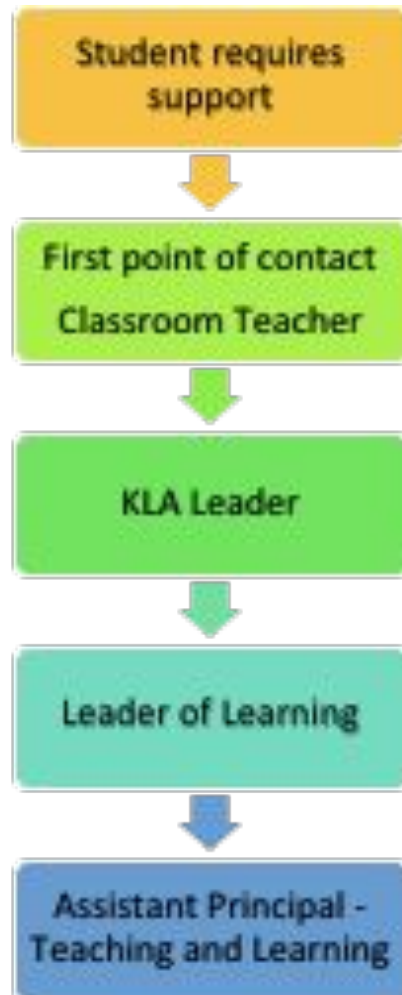 Student requires
support
First point of contact
Classroom Teacher
KLA Leader
Leader of Learning
Assistant Principal -
Teaching and Learning